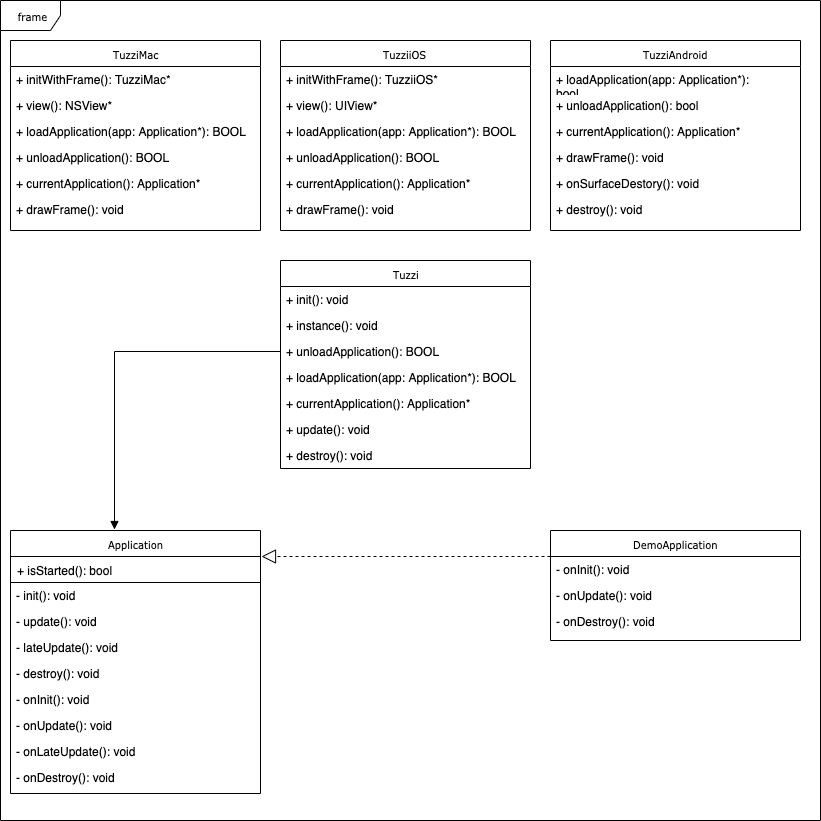 frame
TuzziMac
+ initWithFrame(): TuzziMac*
+ view(): NSView*
+ loadApplication(app: Application*): BOOL
+ unloadApplication(): BOOL
+ currentApplication(): Application*
+ drawFrame(): void
TuzziiOS
+ initWithFrame(): TuzziiOS*
+ view(): UIView*
+ loadApplication(app: Application*): BOOL
+ unloadApplication(): BOOL
+ currentApplication(): Application*
+ drawFrame(): void
TuzziAndroid
+ loadApplication(app: Application*):
bool
+ unloadApplication(): bool
+ currentApplication(): Application*
+ drawFrame(): void
+ onSurfaceDestory(): void
+ destroy(): void
Tuzzi
+ init(): void
+ instance(): void
+ unloadApplication(): BOOL
+ loadApplication(app: Application*): BOOL
+ currentApplication(): Application*
+ update(): void
+ destroy(): void
Application
+ isStarted(): bool
- init(): void
- update(): void
- lateUpdate(): void
- destroy(): void
- onInit(): void
- onUpdate(): void
- onLateUpdate(): void
- onDestroy(): void
DemoApplication
- onInit(): void
- onUpdate(): void
- onDestroy(): void